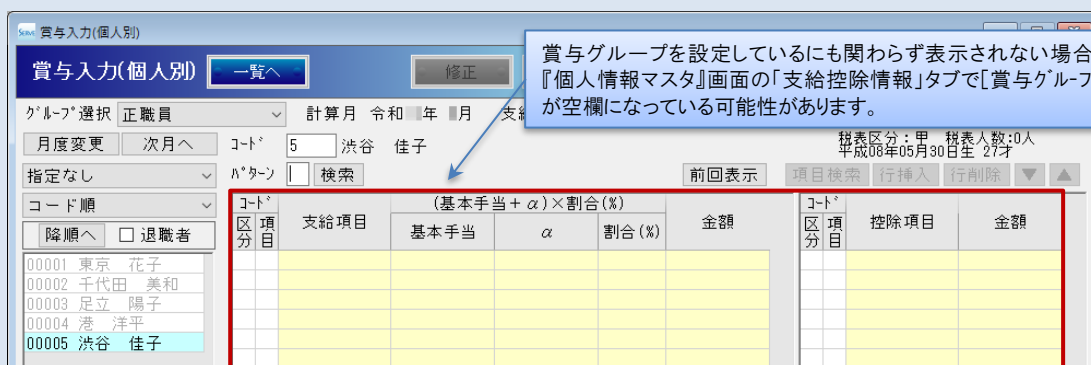 賞与入力(個人別)
賞与入力(個人別) 一覧へ 修正
賞与グループを設定しているにも関わらず表示されない場合
『個人情報マスタ』画面の「支給控除情報」タブで[賞与グループ
が空欄になっている可能性があります。
グループ選択 正職員 計算月 令和 年 月 支給
月度変更 次月へ コード 5 渋谷 佳子 税表区分：甲 税表人数:0人
平成08年05月30日生 27才
指定なし パターン 検索 前回表示 項目検索 行挿入 行削除 ▼ ▲
コード順
降順へ 退職者
コード 区分 項目 支給項目 (基本手当＋α)×割合(%) 基本手当 α 割合(%) 金額
コード 区分 項目 控除項目 金額
00001 東京 花子
00002 千代田 美和
00003 足立 陽子
00004 港 洋平
00005 渋谷 佳子